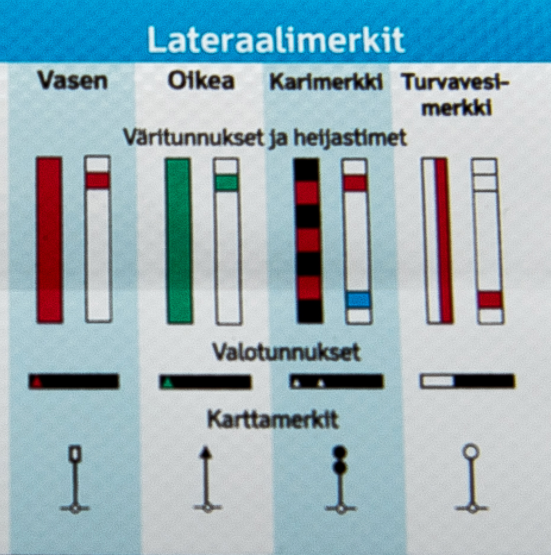 Lateraalimerkit
Vasen Oikea Karimerkki Turvavesi-
merkki
Väritunnukset ja heijastimet
Valotunnukset
Karttamerkit